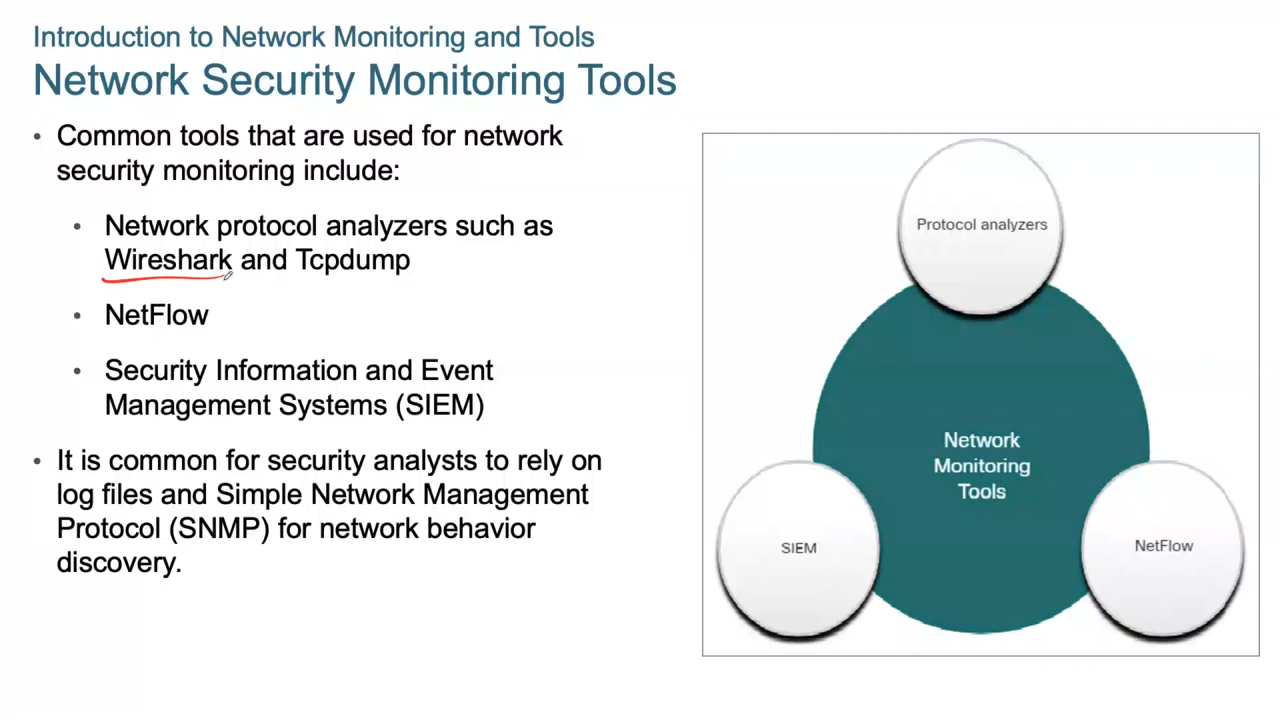 Introduction to Network Monitoring and Tools
Network Security Monitoring Tools
• Common tools that are used for network
security monitoring include:
• Network protocol analyzers such as
Wireshark and Tcpdump
• NetFlow
• Security Information and Event
Management Systems (SIEM)
• It is common for security analysts to rely on
log files and Simple Network Management
Protocol (SNMP) for network behavior
discovery.
Protocol analyzers
Network
Monitoring
Tools
SIEM
NetFlow